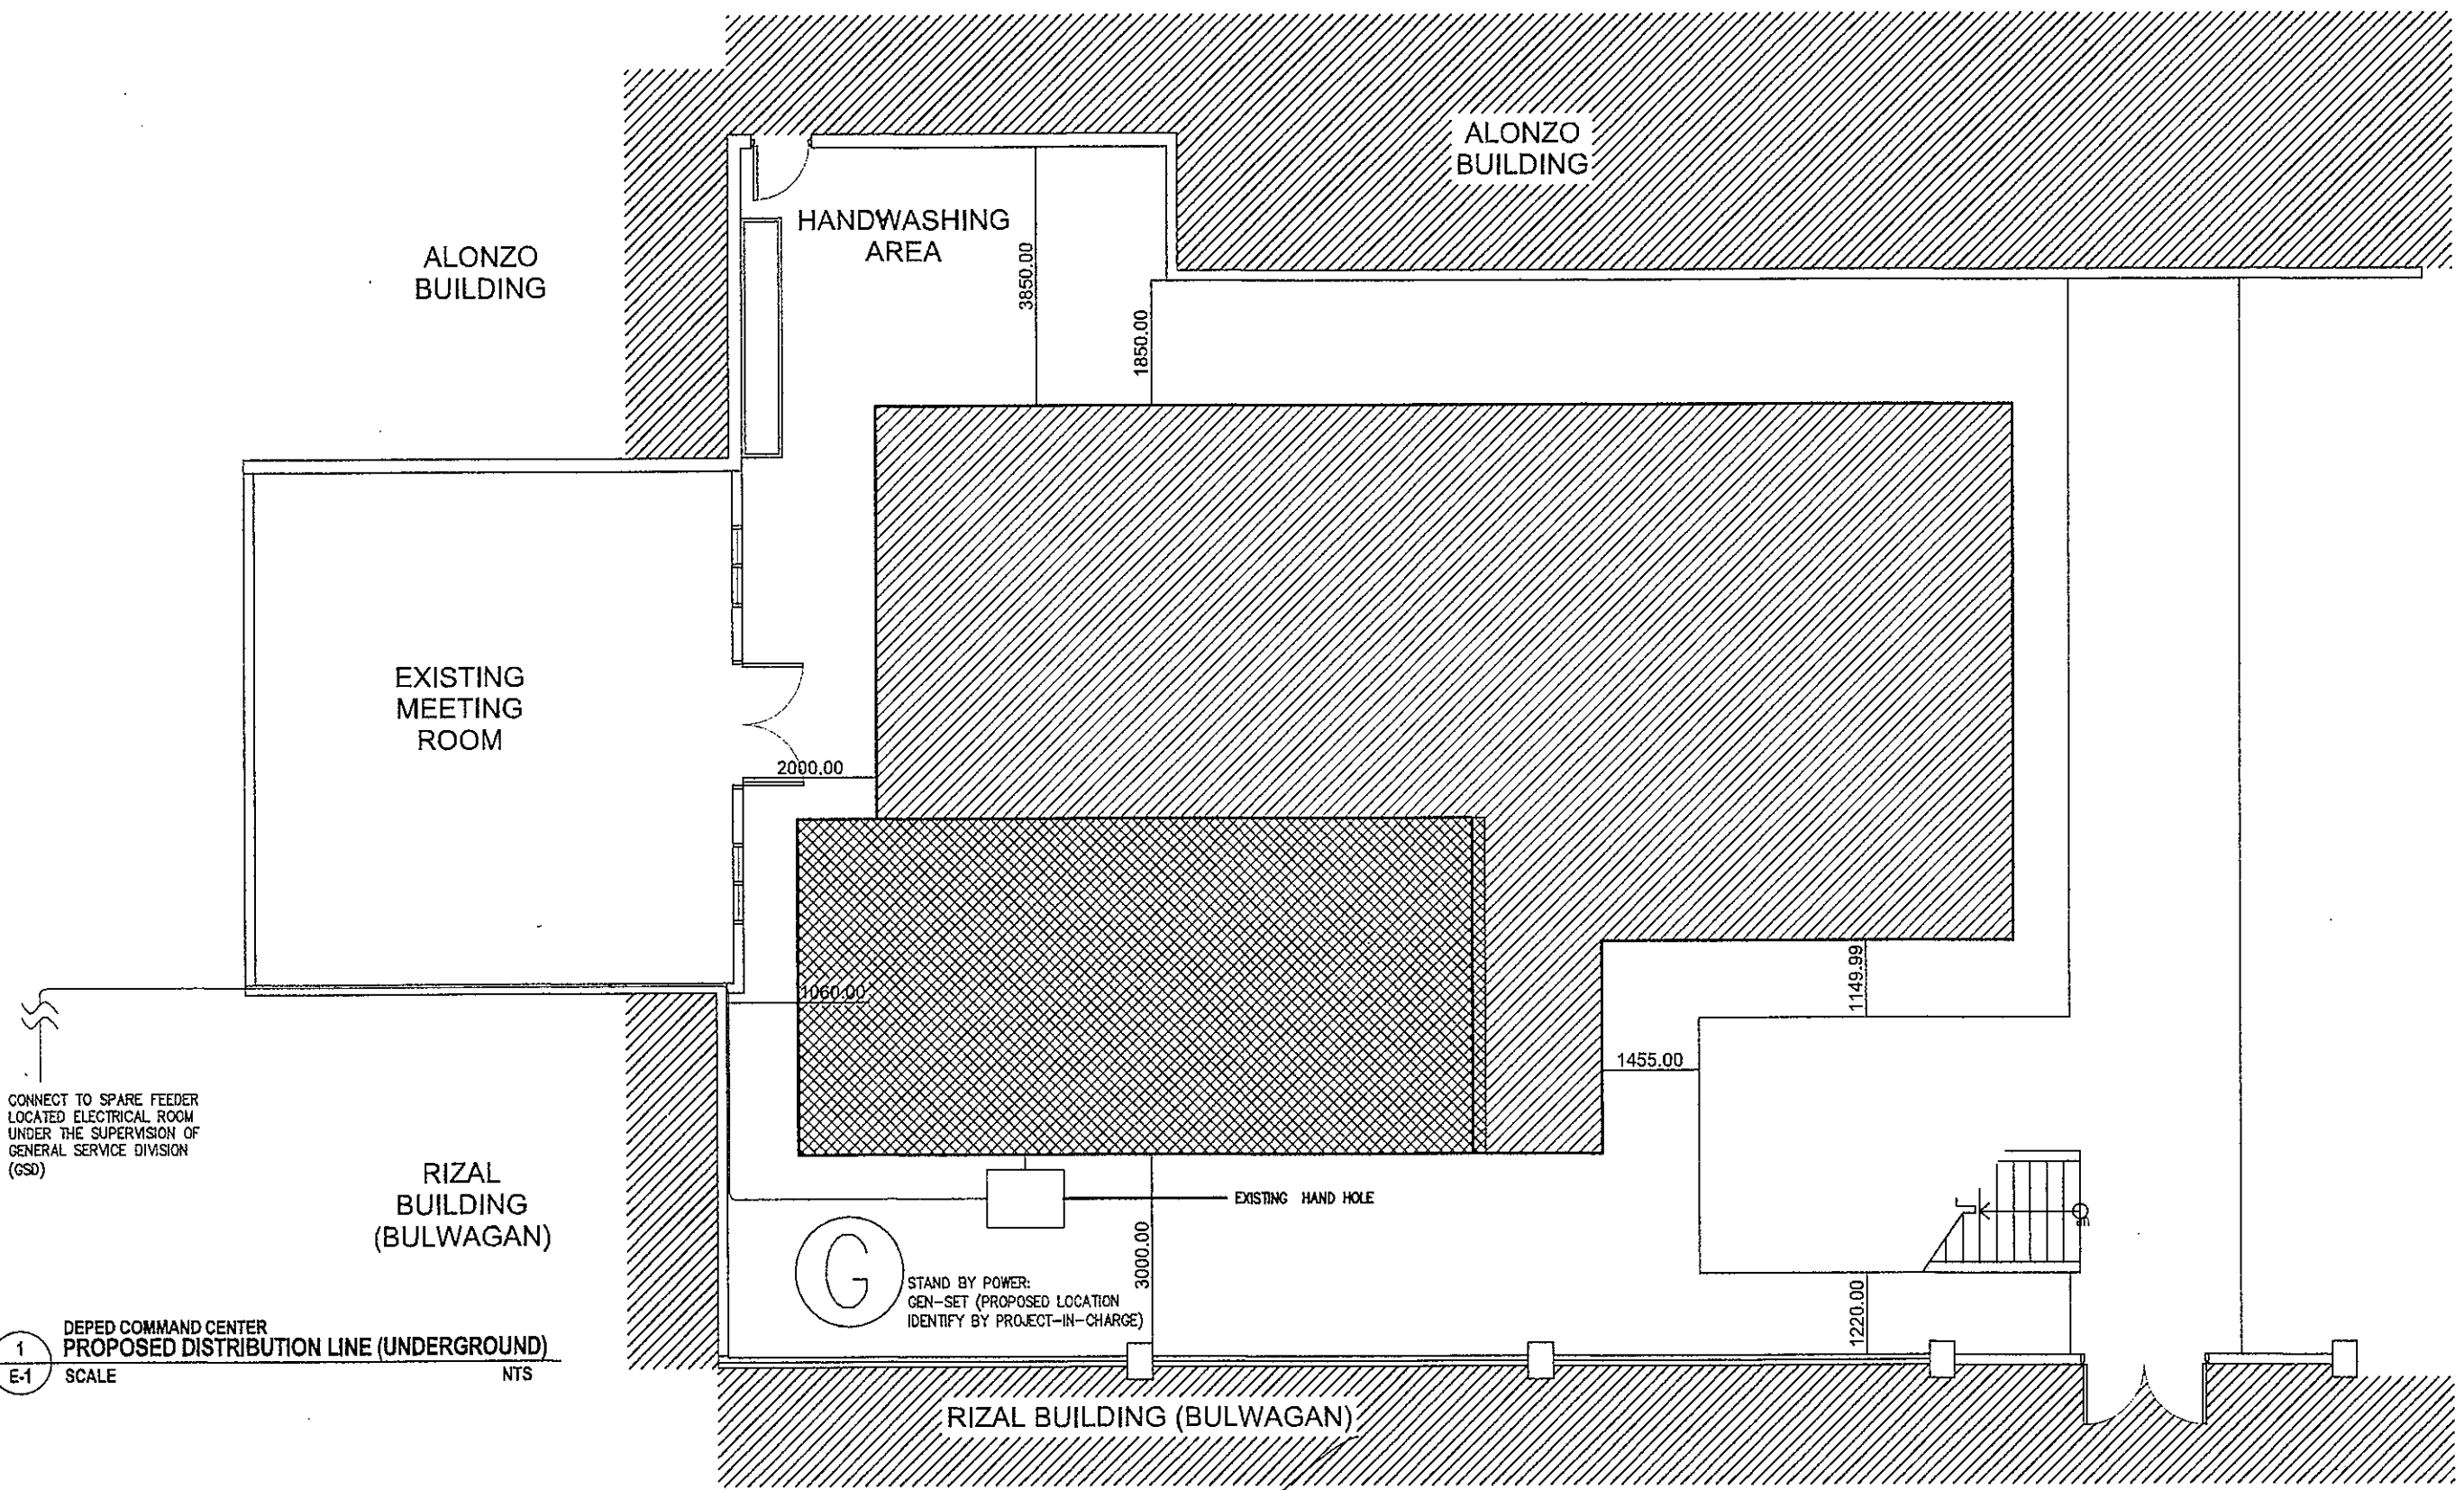 ALONZO
BUILDING
HANDWASHING
AREA
ALONZO
BUILDING
3850.00
1850.00
EXISTING
MEETING
ROOM
2000.00
1060.00
1149.99
1455.00
CONNECT TO SPARE FEEDER
LOCATED ELECTRICAL ROOM
UNDER THE SUPERVISION OF
GENERAL SERVICE DIVISION
(GSD)
RIZAL
BUILDING
(BULWAGAN)
EXISTING HAND HOLE
G
STAND BY POWER:
GEN-SET (PROPOSED LOCATION
IDENTIFY BY PROJECT-IN-CHARGE)
3000.00
1220.00
1
E-1
DEPED COMMAND CENTER
PROPOSED DISTRIBUTION LINE (UNDERGROUND)
SCALE NTS
RIZAL BUILDING (BULWAGAN)